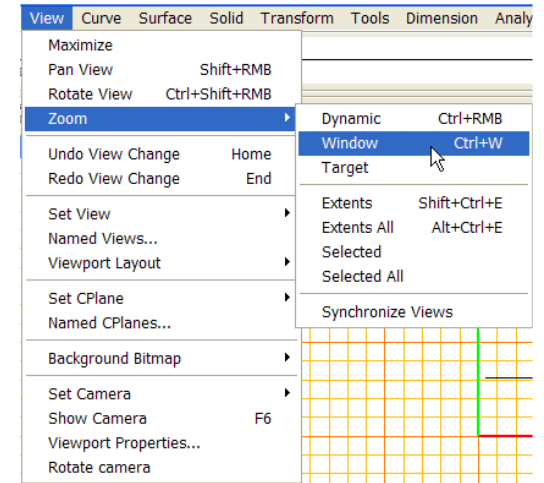 View Curve Surface Solid Transform Tools Dimension Analy
Maximize
Pan View Shift+RMB
Rotate View Ctrl+Shift+RMB
Zoom
Undo View Change Home
Redo View Change End
Set View
Named Views...
Viewport Layout
Set CPlane
Named CPlanes...
Background Bitmap
Set Camera
Show Camera F6
Viewport Properties...
Rotate camera
Dynamic Ctrl+RMB
Window Ctrl+W
Target
Extents Shift+Ctrl+E
Extents All Alt+Ctrl+E
Selected
Selected All
Synchronize Views